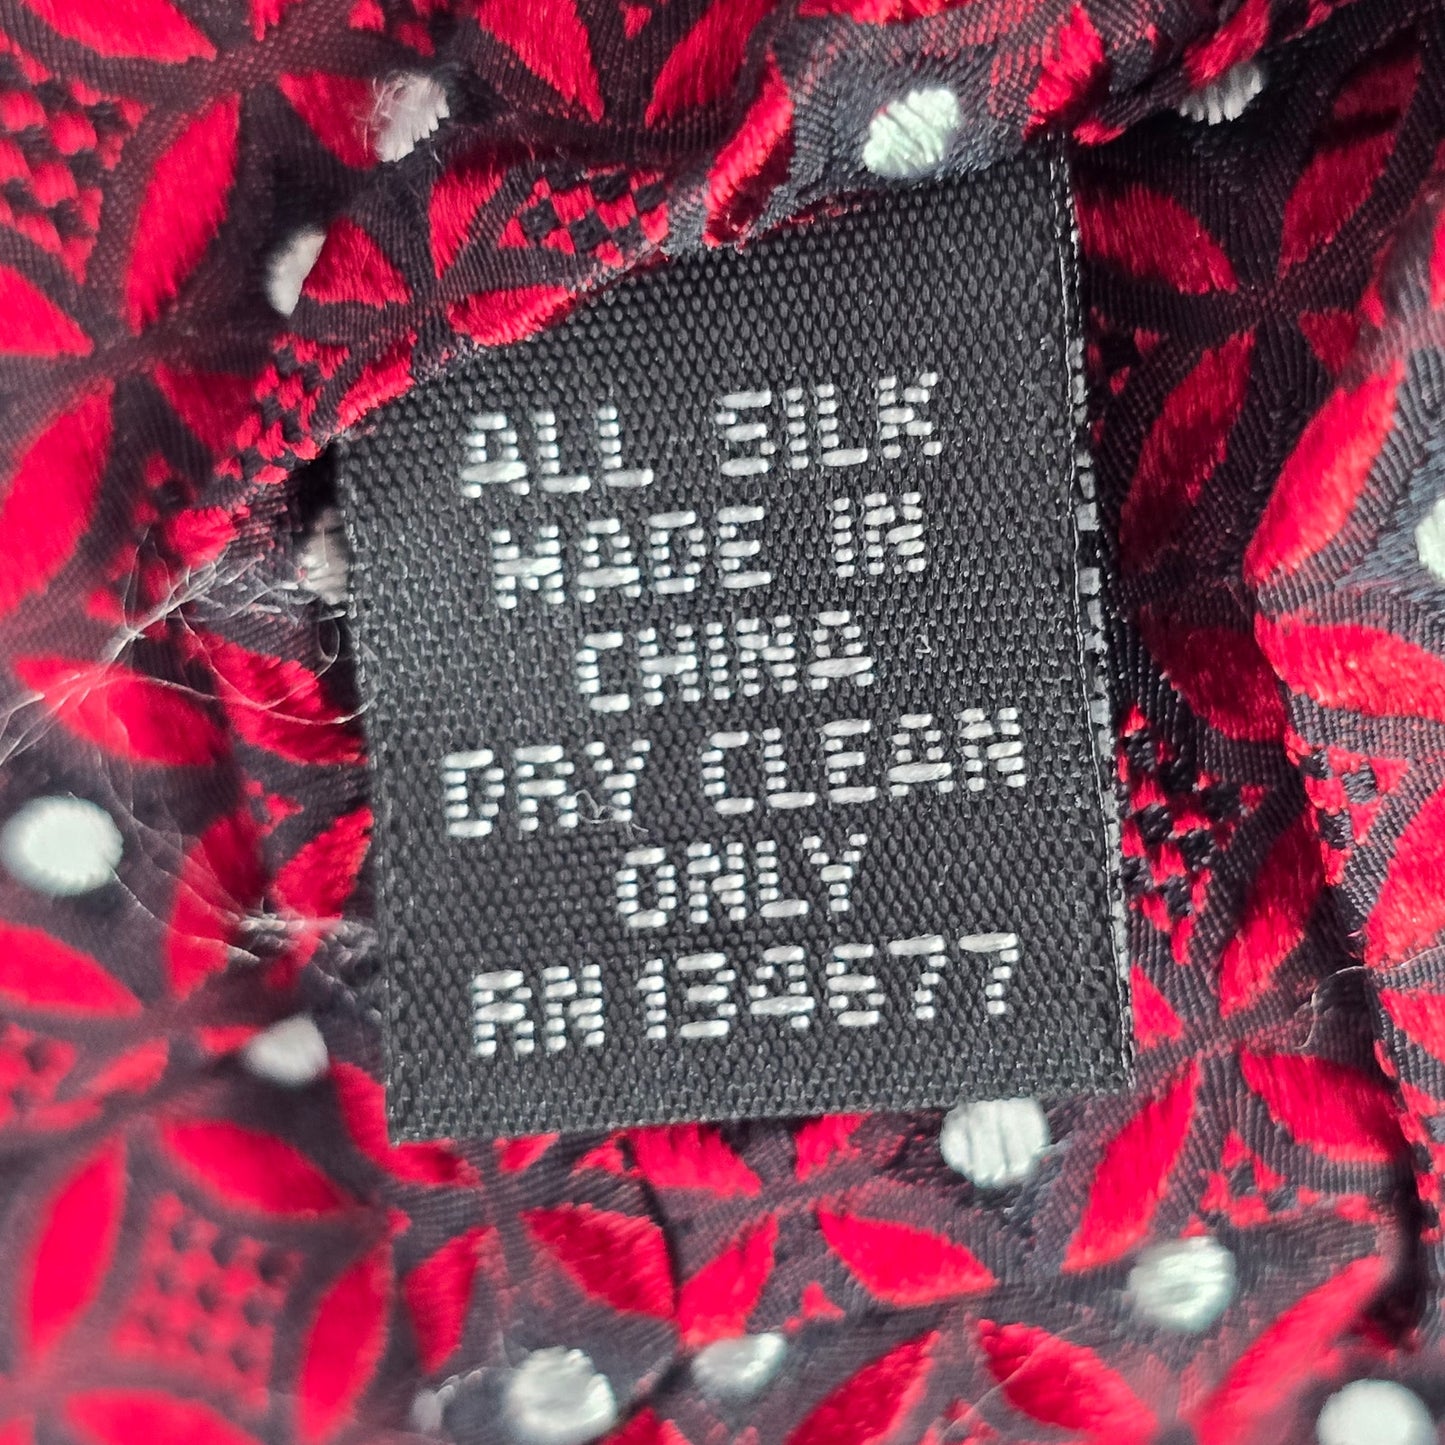 ALL SILK
MADE IN
CHINA
DRY CLEAN
ONLY
RN 134677